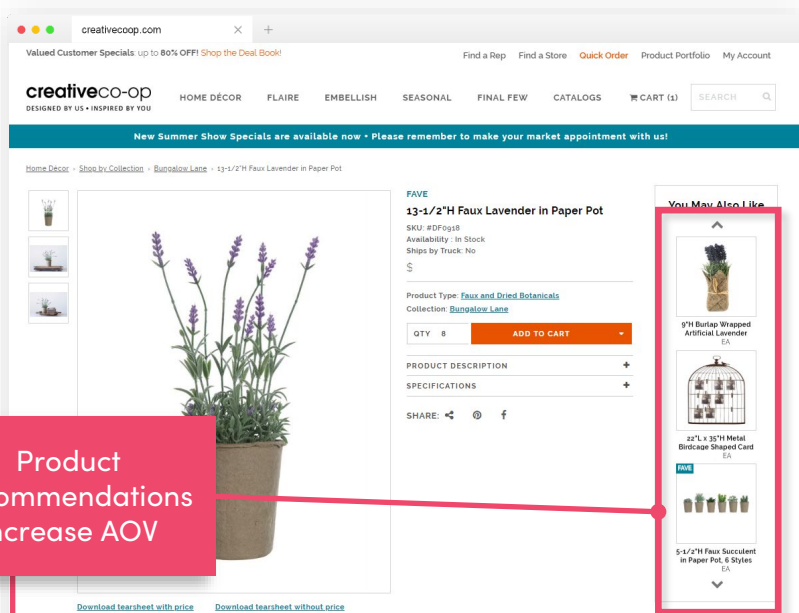 creativecoop.com
Valued Customer Specials: up to 80% OFF! Shop the Deal Book!
Find a Rep Find a Store Quick Order Product Portfolio My Account
creativeco-op
DESIGNED BY US • INSPIRED BY YOU
HOME DÉCOR FLAIRE EMBELLISH SEASONAL FINAL FEW CATALOGS CART (1) SEARCH
New Summer Show Specials are available now • Please remember to make your market appointment with us!
Home Décor › Shop by Collection › Bungalow Lane › 13-1/2"H Faux Lavender in Paper Pot
FAVE
13-1/2"H Faux Lavender in Paper Pot
SKU: #DF0918
Availability : In Stock
Ships by Truck: No
$
Product Type: Faux and Dried Botanicals
Collection: Bungalow Lane
QTY 8 ADD TO CART
PRODUCT DESCRIPTION +
SPECIFICATIONS +
SHARE:
You May Also Like
9"H Burlap Wrapped
Artificial Lavender
EA
22"L x 35"H Metal
Birdcage Shaped Card
EA
FAVE
5-1/2"H Faux Succulent
in Paper Pot, 6 Styles
EA
Product
ommendations
ncrease AOV
Download tearsheet with price Download tearsheet without price